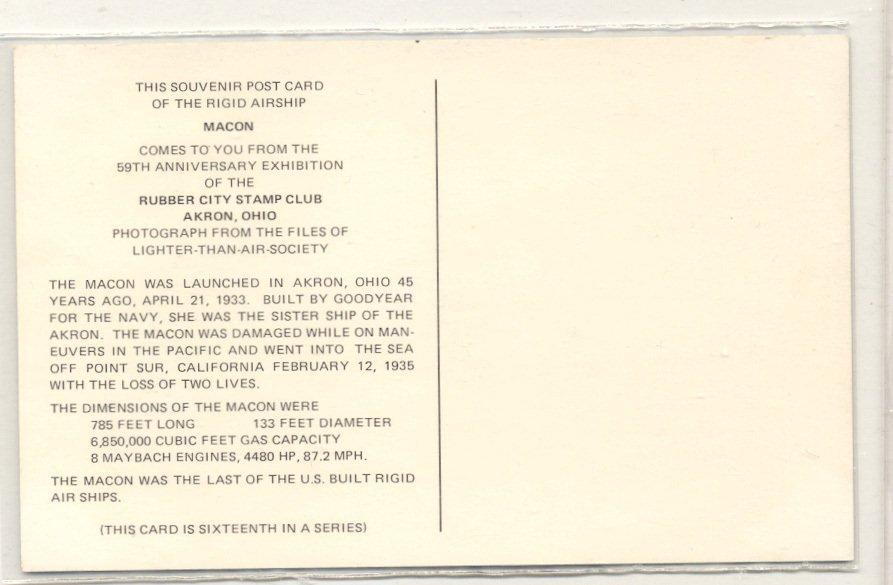 THIS SOUVENIR POST CARD
OF THE RIGID AIRSHIP
MACON
COMES TO YOU FROM THE
59TH ANNIVERSARY EXHIBITION
OF THE
RUBBER CITY STAMP CLUB
AKRON, OHIO
PHOTOGRAPH FROM THE FILES OF
LIGHTER-THAN-AIR-SOCIETY
THE MACON WAS LAUNCHED IN AKRON, OHIO 45
YEARS AGO, APRIL 21, 1933. BUILT BY GOODYEAR
FOR THE NAVY, SHE WAS THE SISTER SHIP OF THE
AKRON. THE MACON WAS DAMAGED WHILE ON MAN-
EUVERS IN THE PACIFIC AND WENT INTO THE SEA
OFF POINT SUR, CALIFORNIA FEBRUARY 12, 1935
WITH THE LOSS OF TWO LIVES.
THE DIMENSIONS OF THE MACON WERE
785 FEET LONG 133 FEET DIAMETER
6,850,000 CUBIC FEET GAS CAPACITY
8 MAYBACH ENGINES, 4480 HP, 87.2 MPH.
THE MACON WAS THE LAST OF THE U.S. BUILT RIGID
AIR SHIPS.
(THIS CARD IS SIXTEENTH IN A SERIES)